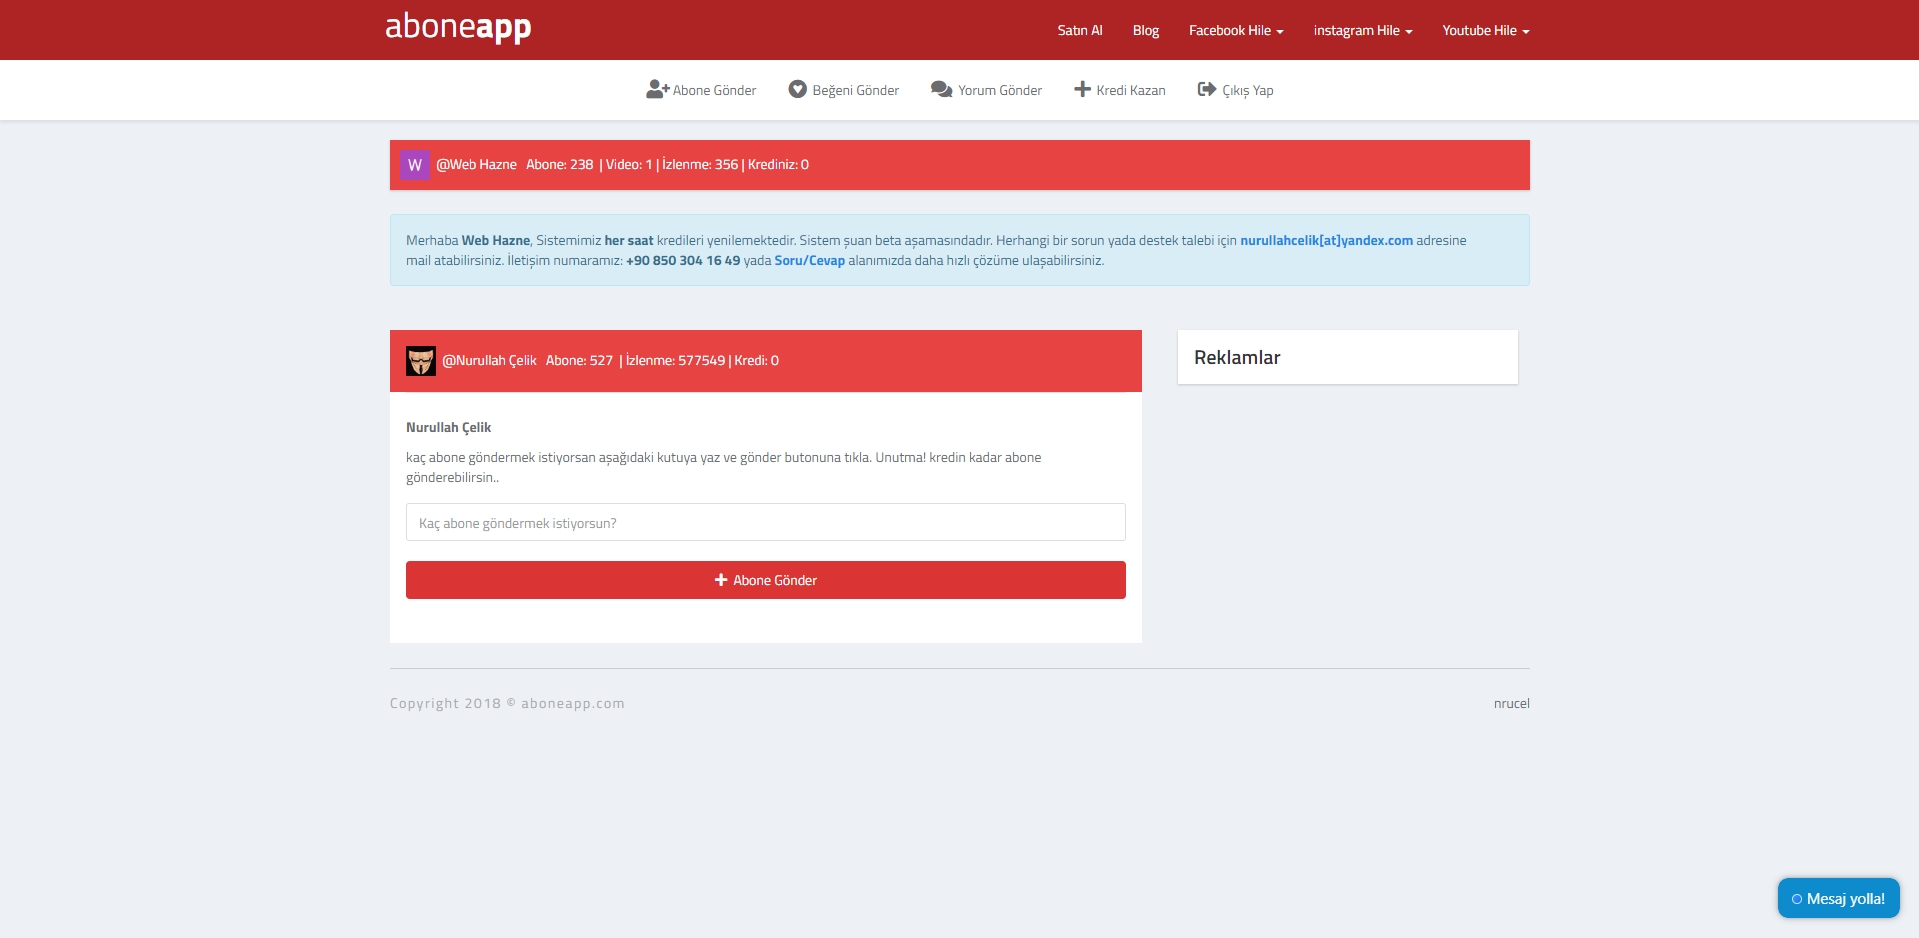 aboneapp
Satın Al Blog Facebook Hile instagram Hile Youtube Hile
Abone Gönder Beğeni Gönder Yorum Gönder Kredi Kazan Çıkış Yap
W @Web Hazne Abone: 238 | Video: 1 | İzlenme: 356 | Krediniz: 0
Merhaba Web Hazne, Sistemimiz her saat kredileri yenilemektedir. Sistem şuan beta aşamasındadır. Herhangi bir sorun yada destek talebi için nurullahcelik[at]yandex.com adresine
mail atabilirsiniz. İletişim numaramız: +90 850 304 16 49 yada Soru/Cevap alanımızda daha hızlı çözüme ulaşabilirsiniz.
@Nurullah Çelik Abone: 527 | İzlenme: 577549 | Kredi: 0
Reklamlar
Nurullah Çelik
kaç abone göndermek istiyorsan aşağıdaki kutuya yaz ve gönder butonuna tıkla. Unutma! kredin kadar abone
gönderebilirsin..
Kaç abone göndermek istiyorsun?
Abone Gönder
Copyright 2018 © aboneapp.com
nrucel
Mesaj yolla!